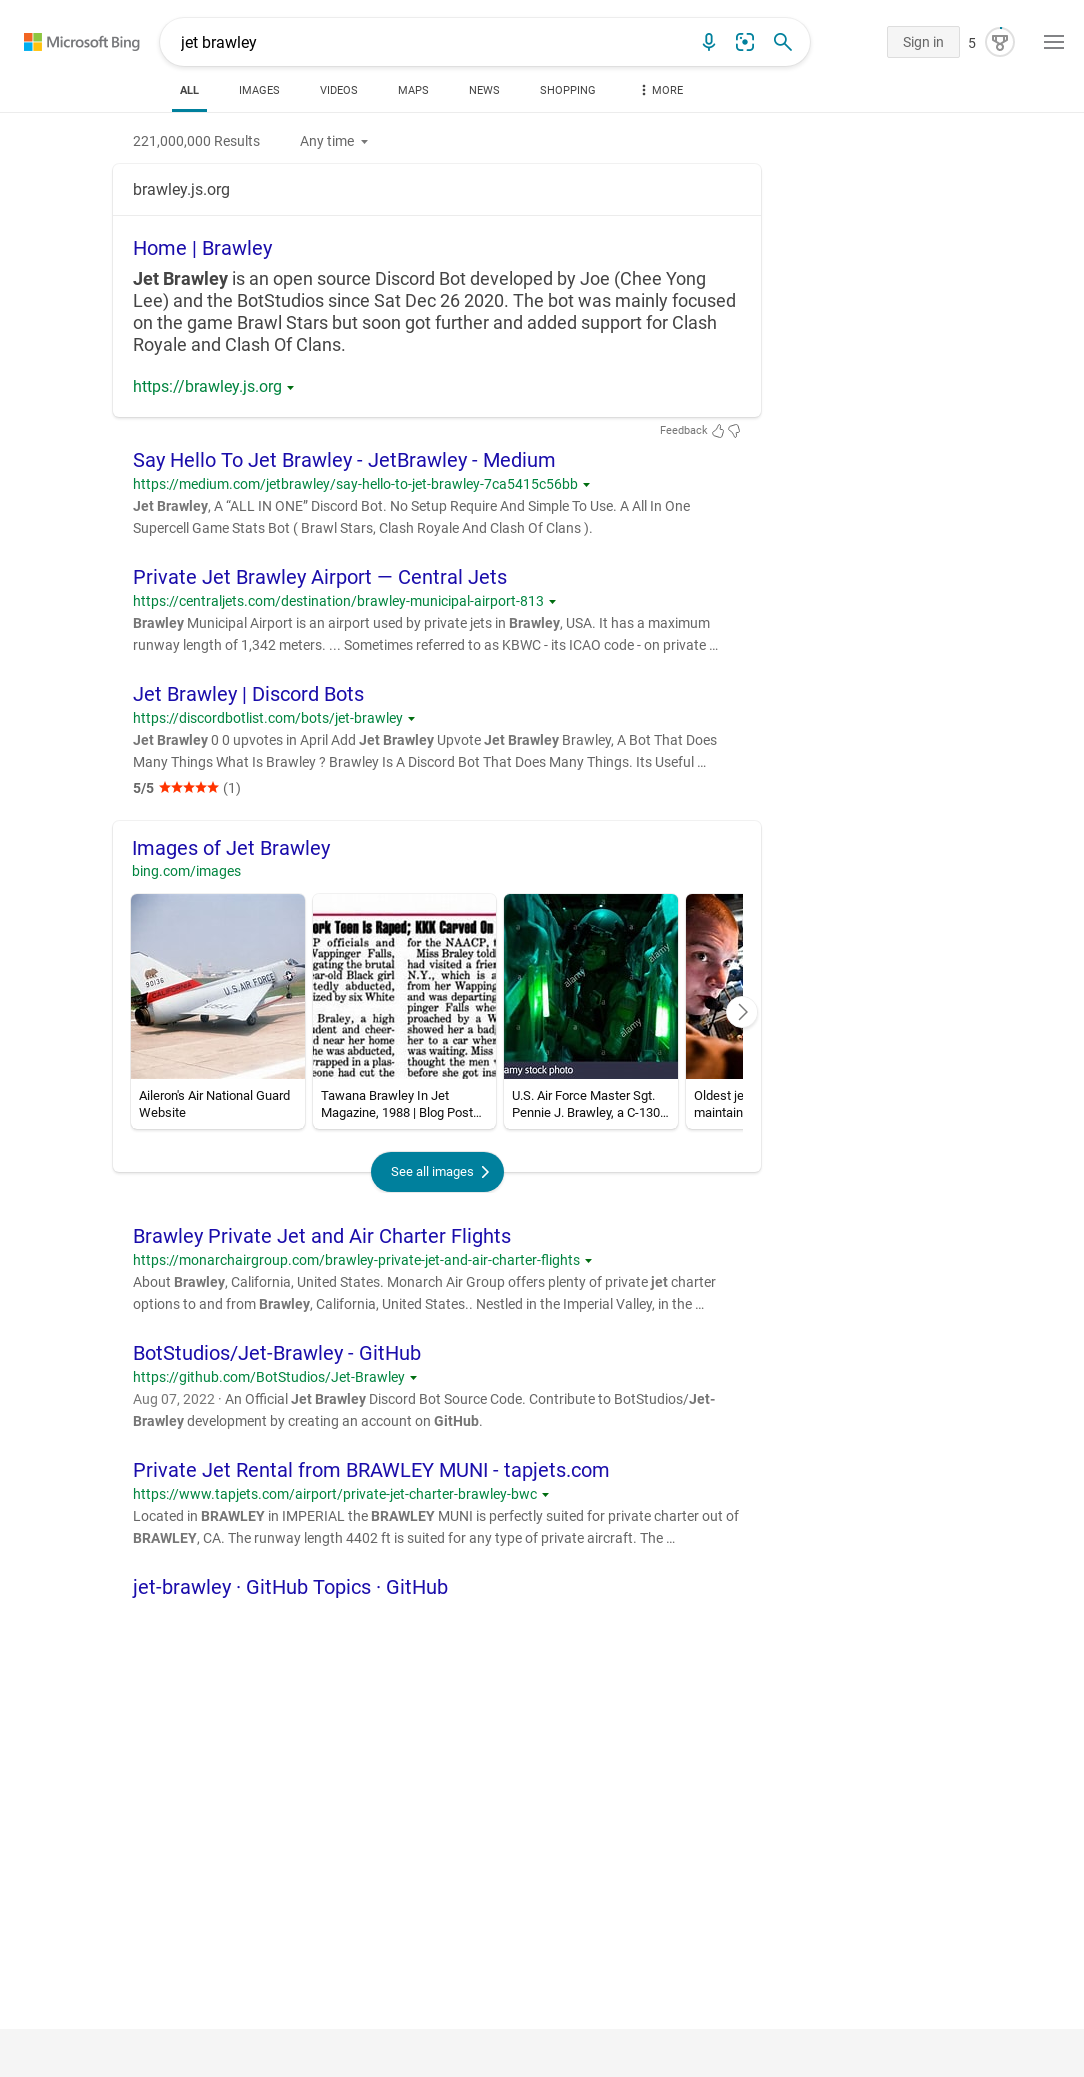 Microsoft Bing
jet brawley
Sign in
5
ALL
IMAGES
VIDEOS
MAPS
NEWS
SHOPPING
MORE
221,000,000 Results
Any time
brawley.js.org
Home | Brawley
Jet Brawley is an open source Discord Bot developed by Joe (Chee Yong
Lee) and the BotStudios since Sat Dec 26 2020. The bot was mainly focused
on the game Brawl Stars but soon got further and added support for Clash
Royale and Clash Of Clans.
https://brawley.js.org
Feedback
Say Hello To Jet Brawley - JetBrawley - Medium
https://medium.com/jetbrawley/say-hello-to-jet-brawley-7ca5415c56bb
Jet Brawley, A “ALL IN ONE” Discord Bot. No Setup Require And Simple To Use. A All In One
Supercell Game Stats Bot ( Brawl Stars, Clash Royale And Clash Of Clans ).
Private Jet Brawley Airport — Central Jets
https://centraljets.com/destination/brawley-municipal-airport-813
Brawley Municipal Airport is an airport used by private jets in Brawley, USA. It has a maximum
runway length of 1,342 meters. ... Sometimes referred to as KBWC - its ICAO code - on private …
Jet Brawley | Discord Bots
https://discordbotlist.com/bots/jet-brawley
Jet Brawley 0 0 upvotes in April Add Jet Brawley Upvote Jet Brawley Brawley, A Bot That Does
Many Things What Is Brawley ? Brawley Is A Discord Bot That Does Many Things. Its Useful …
5/5 (1)
Images of Jet Brawley
bing.com/images
90136
CALIFORNIA
U.S. AIR FORCE
USAF
ork Teen Is Raped; KKK Carved On
P officials and
Wappinger Falls,
gating the brutal
ear-old Black girl
tedly abducted,
ized by six White
Braley, a high
dent and cheer-
d near her home
he was abducted,
wrapped in a plas-
eone had cut the
for the NAACP, t
Miss Braley told
had visited a frien
N.Y., which is a
from her Wapping
and was departing
pinger Falls whe
proached by a W
showed her a bad
her to a car wher
was waiting. Miss
thought the men
before she got ins
alamy
alamy
alamy
amy stock photo
Aileron's Air National Guard
Website
Tawana Brawley In Jet
Magazine, 1988 | Blog Post…
U.S. Air Force Master Sgt.
Pennie J. Brawley, a C-130…
Oldest je
maintain
See all images
Brawley Private Jet and Air Charter Flights
https://monarchairgroup.com/brawley-private-jet-and-air-charter-flights
About Brawley, California, United States. Monarch Air Group offers plenty of private jet charter
options to and from Brawley, California, United States.. Nestled in the Imperial Valley, in the …
BotStudios/Jet-Brawley - GitHub
https://github.com/BotStudios/Jet-Brawley
Aug 07, 2022 · An Official Jet Brawley Discord Bot Source Code. Contribute to BotStudios/Jet-
Brawley development by creating an account on GitHub.
Private Jet Rental from BRAWLEY MUNI - tapjets.com
https://www.tapjets.com/airport/private-jet-charter-brawley-bwc
Located in BRAWLEY in IMPERIAL the BRAWLEY MUNI is perfectly suited for private charter out of
BRAWLEY, CA. The runway length 4402 ft is suited for any type of private aircraft. The …
jet-brawley · GitHub Topics · GitHub